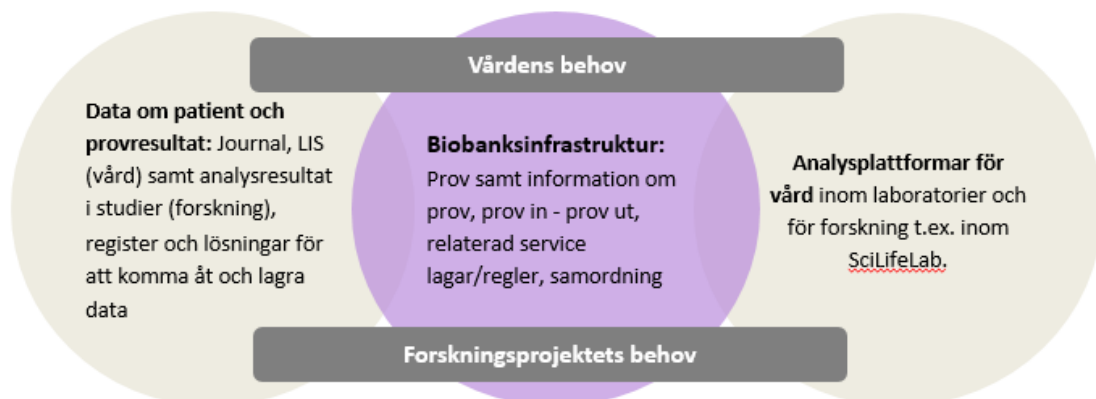 Vårdens behov
Data om patient och
provresultat: Journal, LIS
(vård) samt analysresultat
i studier (forskning),
register och lösningar för
att komma åt och lagra
data
Biobanksinfrastruktur:
Prov samt information om
prov, prov in - prov ut,
relaterad service
lagar/regler, samordning
Analysplattformar för
vård inom laboratorier och
för forskning t.ex. inom
SciLifeLab.
Forskningsprojektets behov